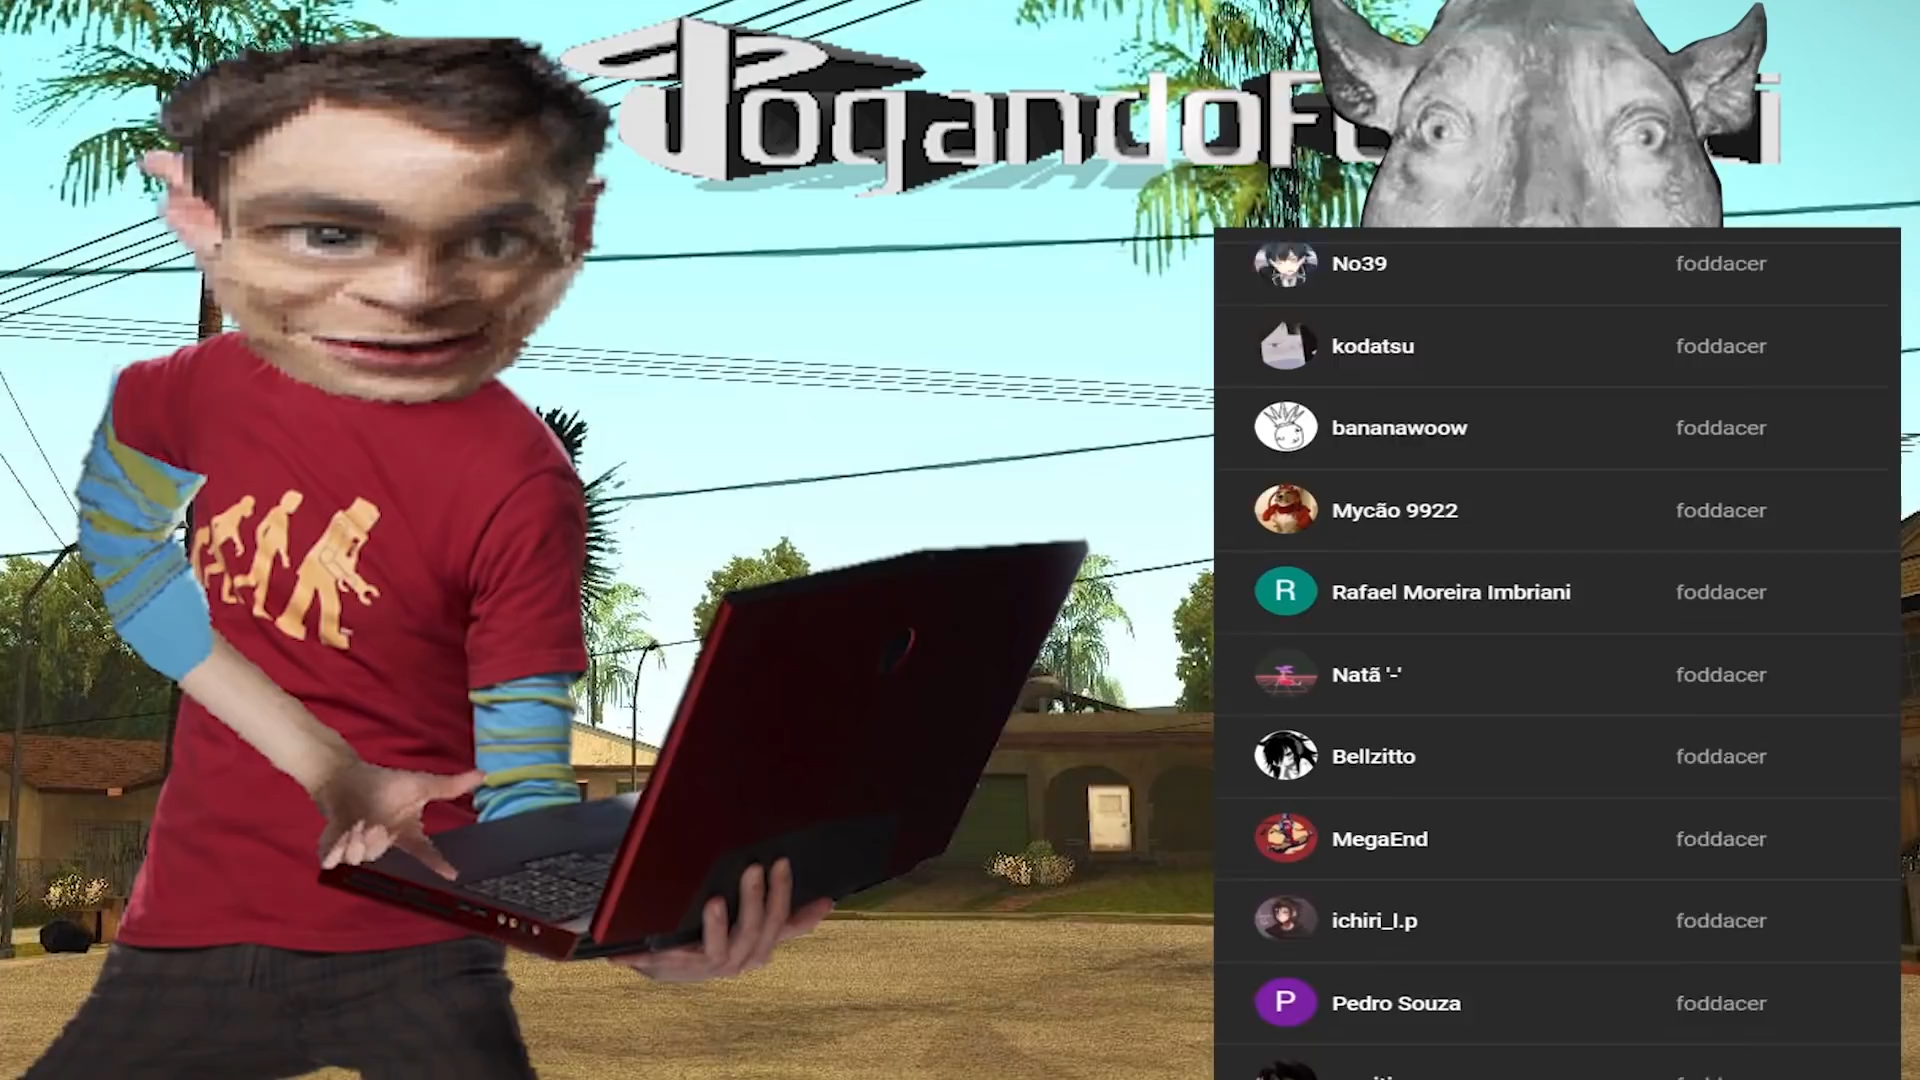 No39 foddacer
kodatsu foddacer
bananawoow foddacer
Mycão 9922 foddacer
Rafael Moreira Imbriani foddacer
Natã '-' foddacer
Bellzitto foddacer
MegaEnd foddacer
ichiri_l.p foddacer
Pedro Souza foddacer
R
P